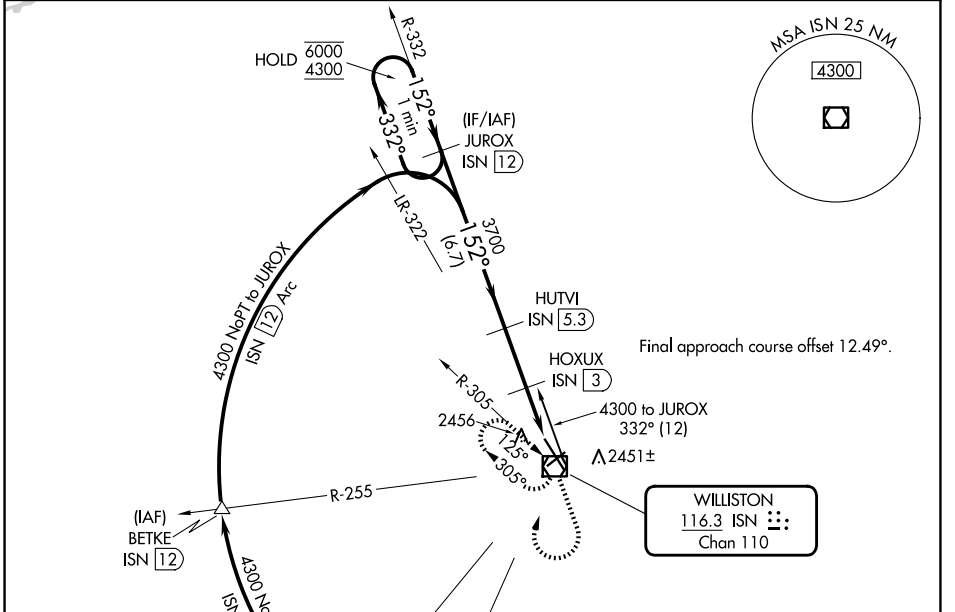 HOLD 6000
4300
R-332
152°
1 min
332°
(IF/IAF)
JUROX
ISN 12
MSA ISN 25 NM
4300
LR-322
3700
152°
(6.7)
4300 NoPT to JUROX
ISN 12 Arc
HUTVI
ISN 5.3
Final approach course offset 12.49°.
HOXUX
ISN 3
R-305
4300 to JUROX
332° (12)
2456
125°
305°
2451±
R-255
(IAF)
BETKE
ISN 12
WILLISTON
116.3 ISN
Chan 110
4300 No
ISN